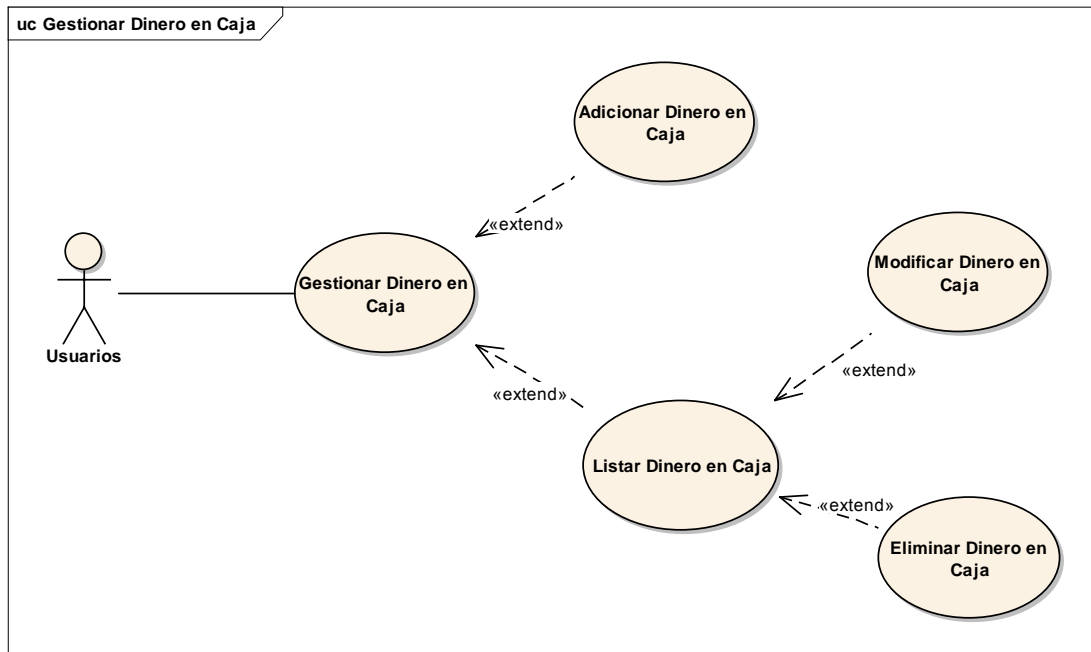 uc Gestionar Dinero en Caja
Adicionar Dinero en
Caja
«extend»
Modificar Dinero en
Caja
Gestionar Dinero en
Caja
Usuarios
«extend»
«extend»
Listar Dinero en Caja
«extend»
Eliminar Dinero en
Caja